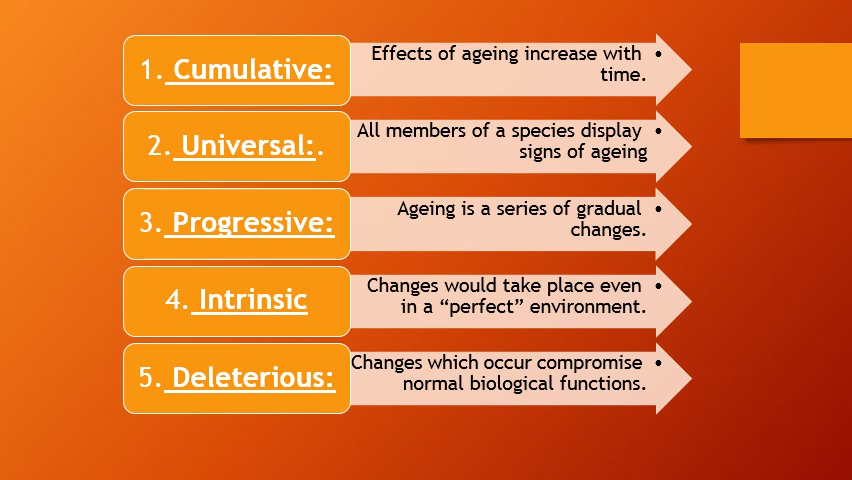 1. Cumulative:
Effects of ageing increase with •
time.
2. Universal:.
All members of a species display •
signs of ageing
3. Progressive:
Ageing is a series of gradual •
changes.
4. Intrinsic
Changes would take place even •
in a “perfect” environment.
5. Deleterious:
Changes which occur compromise •
normal biological functions.